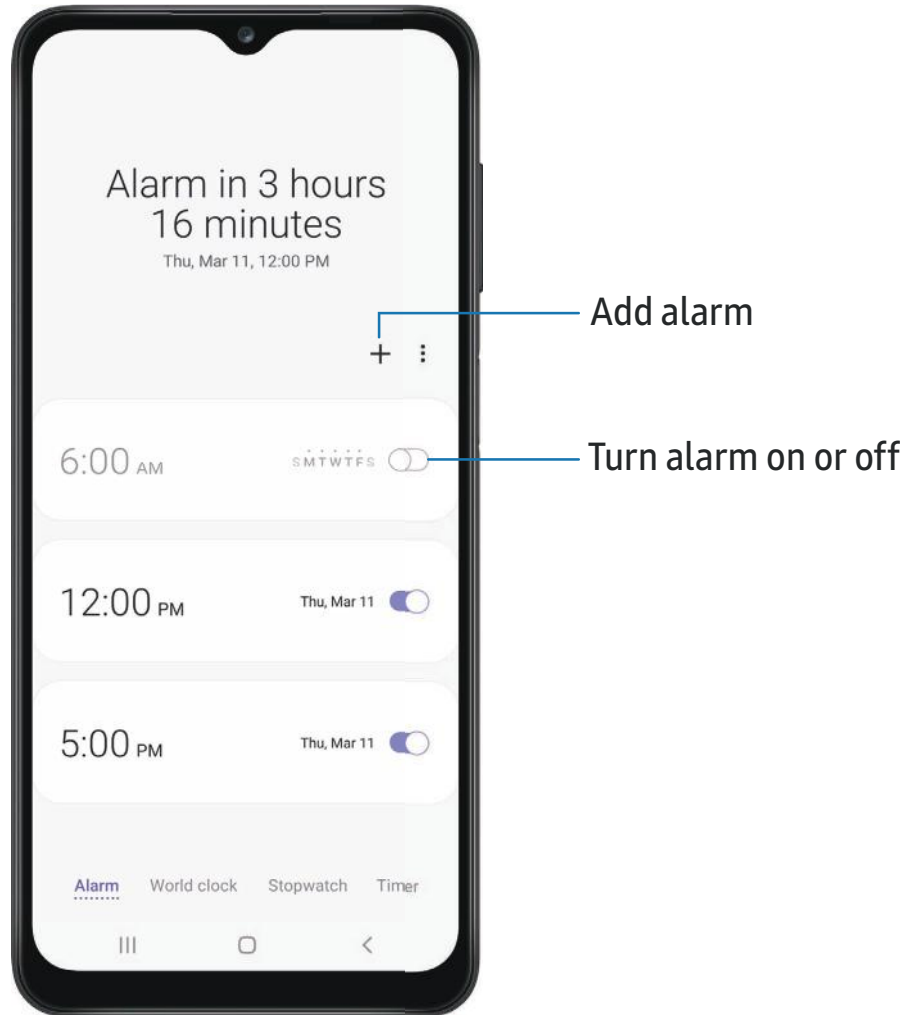 Alarm in 3 hours
16 minutes
Thu, Mar 11, 12:00 PM
Add alarm
6:00 AM
SMTWTFS
Turn alarm on or off
12:00 PM
Thu, Mar 11
5:00 PM
Thu, Mar 11
Alarm World clock Stopwatch Timer